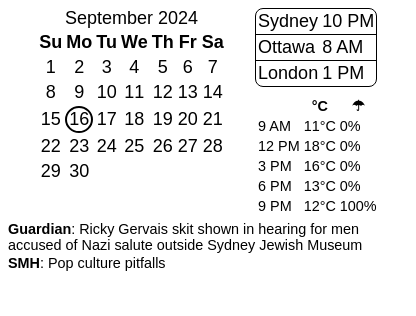 September 2024
Su Mo Tu We Th Fr Sa
1 2 3 4 5 6 7
8 9 10 11 12 13 14
15 16 17 18 19 20 21
22 23 24 25 26 27 28
29 30
Sydney 10 PM
Ottawa 8 AM
London 1 PM
°C ☂
9 AM 11°C 0%
12 PM 18°C 0%
3 PM 16°C 0%
6 PM 13°C 0%
9 PM 12°C 100%
Guardian: Ricky Gervais skit shown in hearing for men
accused of Nazi salute outside Sydney Jewish Museum
SMH: Pop culture pitfalls